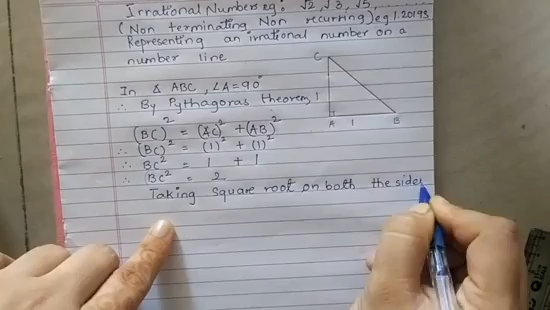 Irrational Numbers eg: √2, √3, √5,
(Non terminating Non recurring) eg 1.20193
Representing an irrational number on a
number line
C
In Δ ABC, ∠A = 90°
∴ By Pythagoras theorem,
1
A 1 B
(BC)² = (AC)² + (AB)²
∴ (BC)² = (1)² + (1)²
∴ BC² = 1 + 1
∴ BC² = 2
Taking square root on both the sides